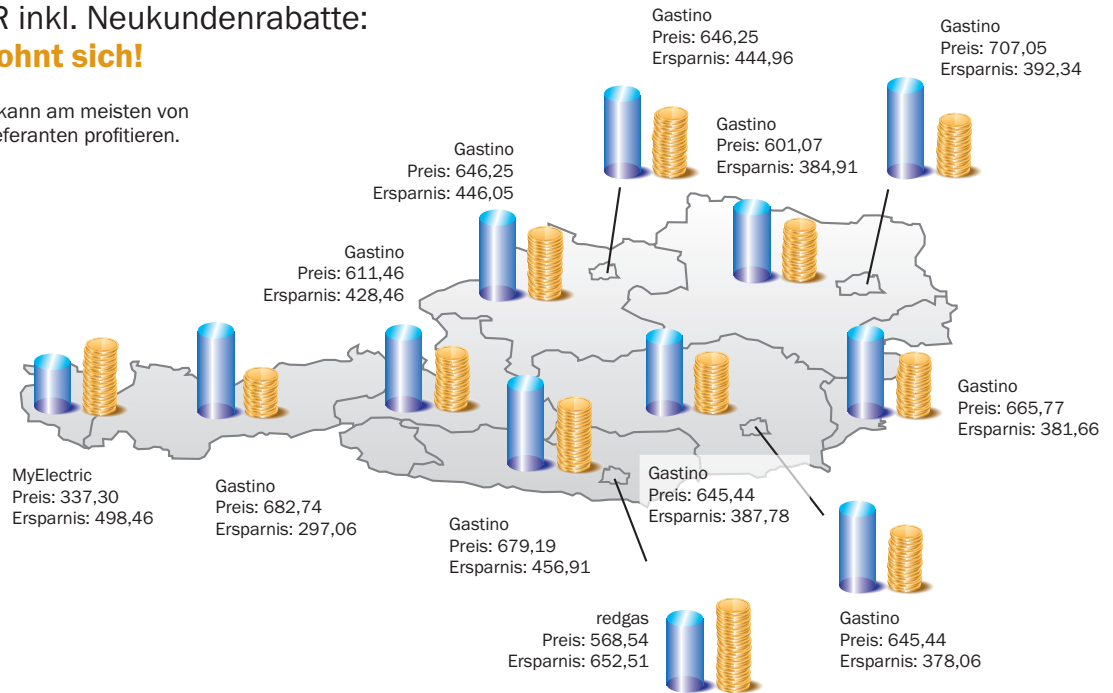 R inkl. Neukundenrabatte:
ohnt sich!
kann am meisten von
eferanten profitieren.
Gastino
Preis: 646,25
Ersparnis: 444,96
Gastino
Preis: 707,05
Ersparnis: 392,34
Gastino
Preis: 601,07
Ersparnis: 384,91
Gastino
Preis: 646,25
Ersparnis: 446,05
Gastino
Preis: 611,46
Ersparnis: 428,46
Gastino
Preis: 665,77
Ersparnis: 381,66
MyElectric
Preis: 337,30
Ersparnis: 498,46
Gastino
Preis: 682,74
Ersparnis: 297,06
Gastino
Preis: 679,19
Ersparnis: 456,91
Gastino
Preis: 645,44
Ersparnis: 387,78
redgas
Preis: 568,54
Ersparnis: 652,51
Gastino
Preis: 645,44
Ersparnis: 378,06